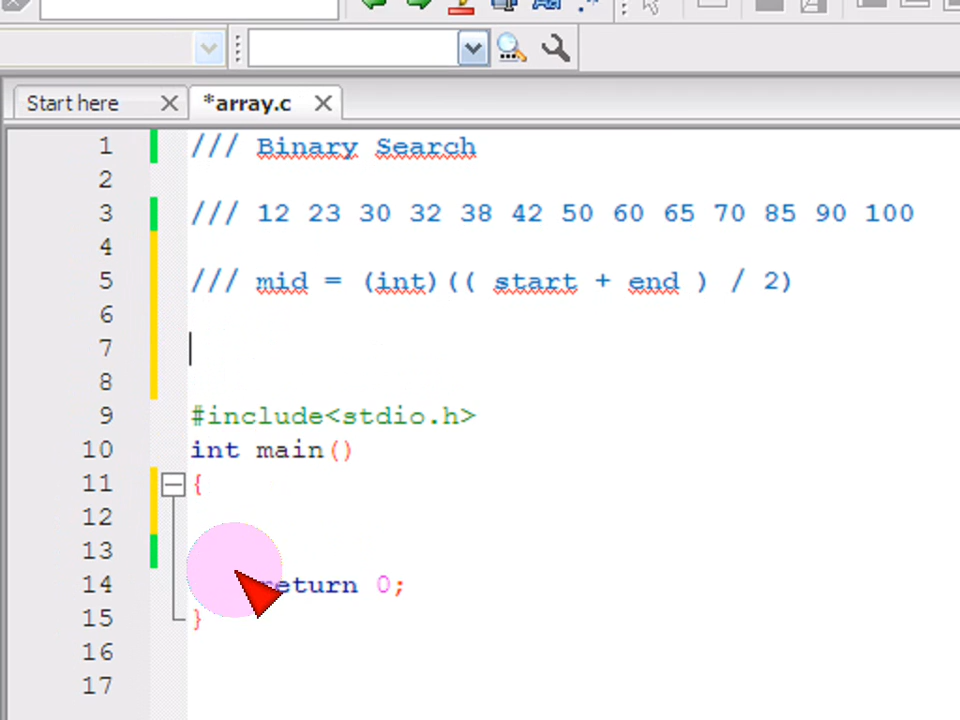 Start here
*array.c
1 /// Binary Search
2
3 /// 12 23 30 32 38 42 50 60 65 70 85 90 100
4
5 /// mid = (int)(( start + end ) / 2)
6
7
8
9 #include<stdio.h>
10 int main()
11 {
12
13
14 return 0;
15 }
16
17